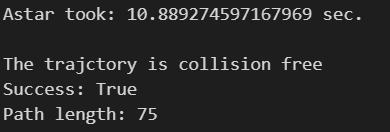 Astar took: 10.889274597167969 sec.
The trajctory is collision free
Success: True
Path length: 75